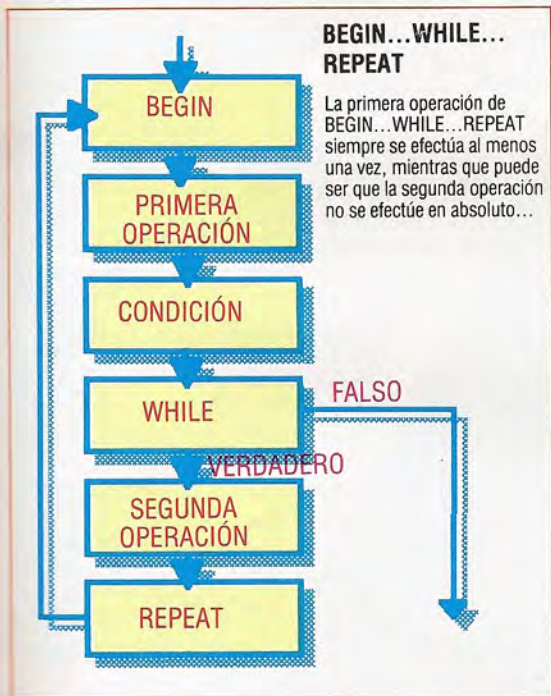 BEGIN...WHILE...
REPEAT
La primera operación de
BEGIN...WHILE...REPEAT
siempre se efectúa al menos
una vez, mientras que puede
ser que la segunda operación
no se efectúe en absoluto...
BEGIN
PRIMERA
OPERACIÓN
CONDICIÓN
WHILE
FALSO
VERDADERO
SEGUNDA
OPERACIÓN
REPEAT